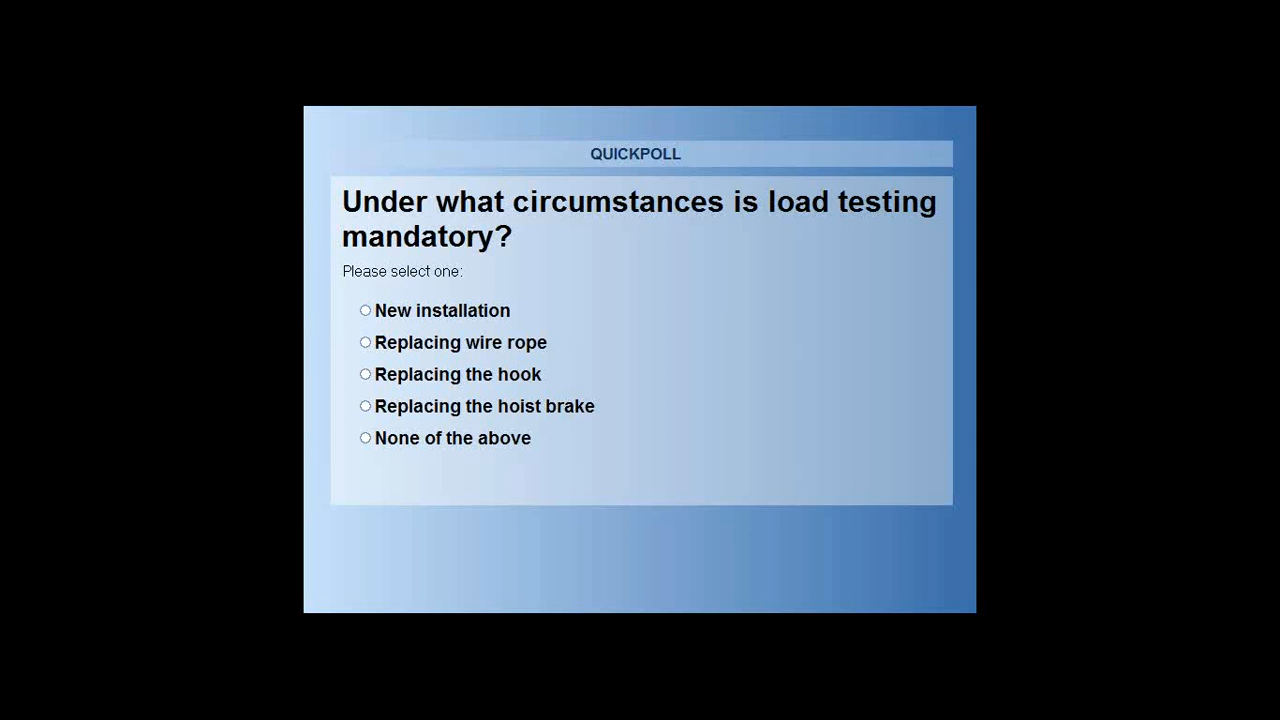 QUICKPOLL
Under what circumstances is load testing
mandatory?
Please select one:
New installation
Replacing wire rope
Replacing the hook
Replacing the hoist brake
None of the above